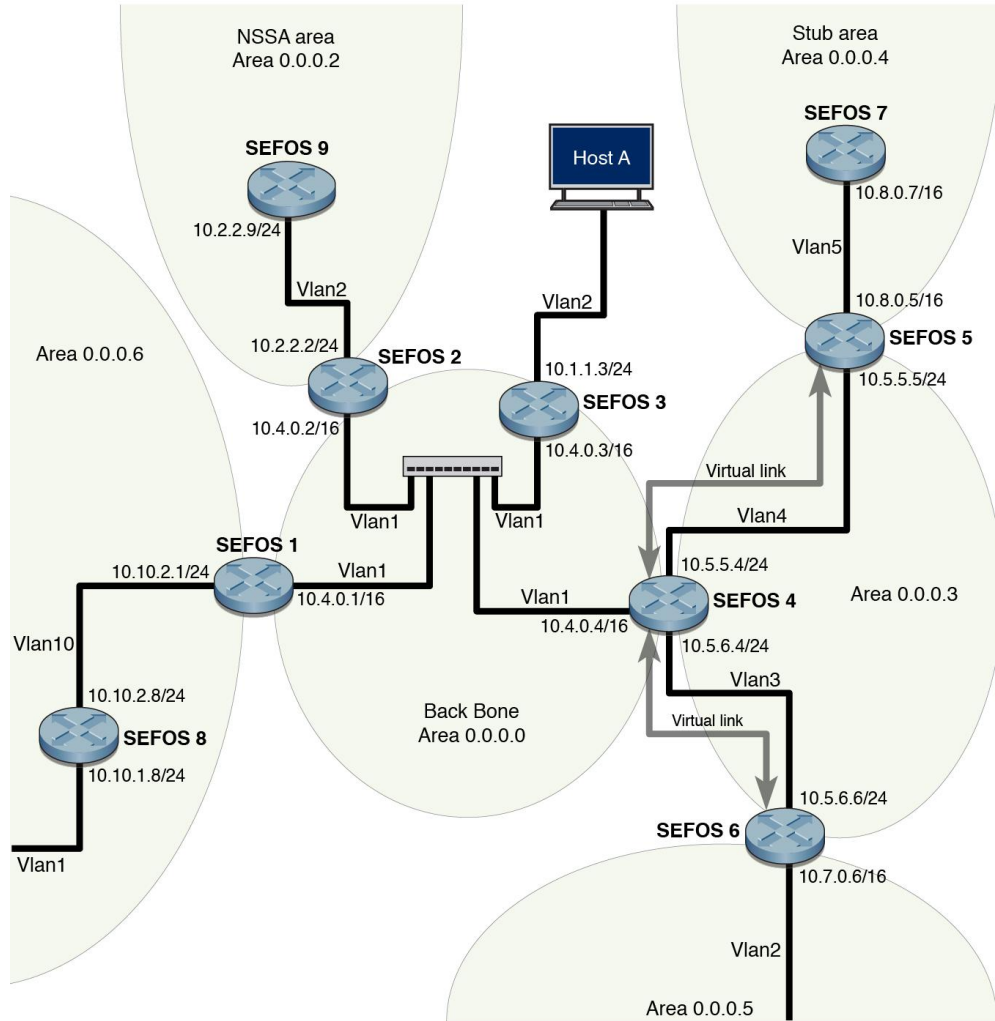 NSSA area
Area 0.0.0.2
Stub area
Area 0.0.0.4
SEFOS 7
SEFOS 9
Host A
10.8.0.7/16
10.2.2.9/24
Vlan5
Vlan2
Vlan2
10.8.0.5/16
Area 0.0.0.6
10.2.2.2/24
SEFOS 2
SEFOS 5
10.1.1.3/24
10.5.5.5/24
SEFOS 3
10.4.0.2/16
10.4.0.3/16
Virtual link
Vlan1
Vlan1
Vlan4
SEFOS 1
10.10.2.1/24
Vlan1
10.5.5.4/24
10.4.0.1/16
Vlan1
SEFOS 4
Area 0.0.0.3
10.4.0.4/16
Vlan10
10.5.6.4/24
Vlan3
10.10.2.8/24
Back Bone
Area 0.0.0.0
Virtual link
SEFOS 8
10.10.1.8/24
10.5.6.6/24
SEFOS 6
Vlan1
10.7.0.6/16
Vlan2
Area 0.0.0.5